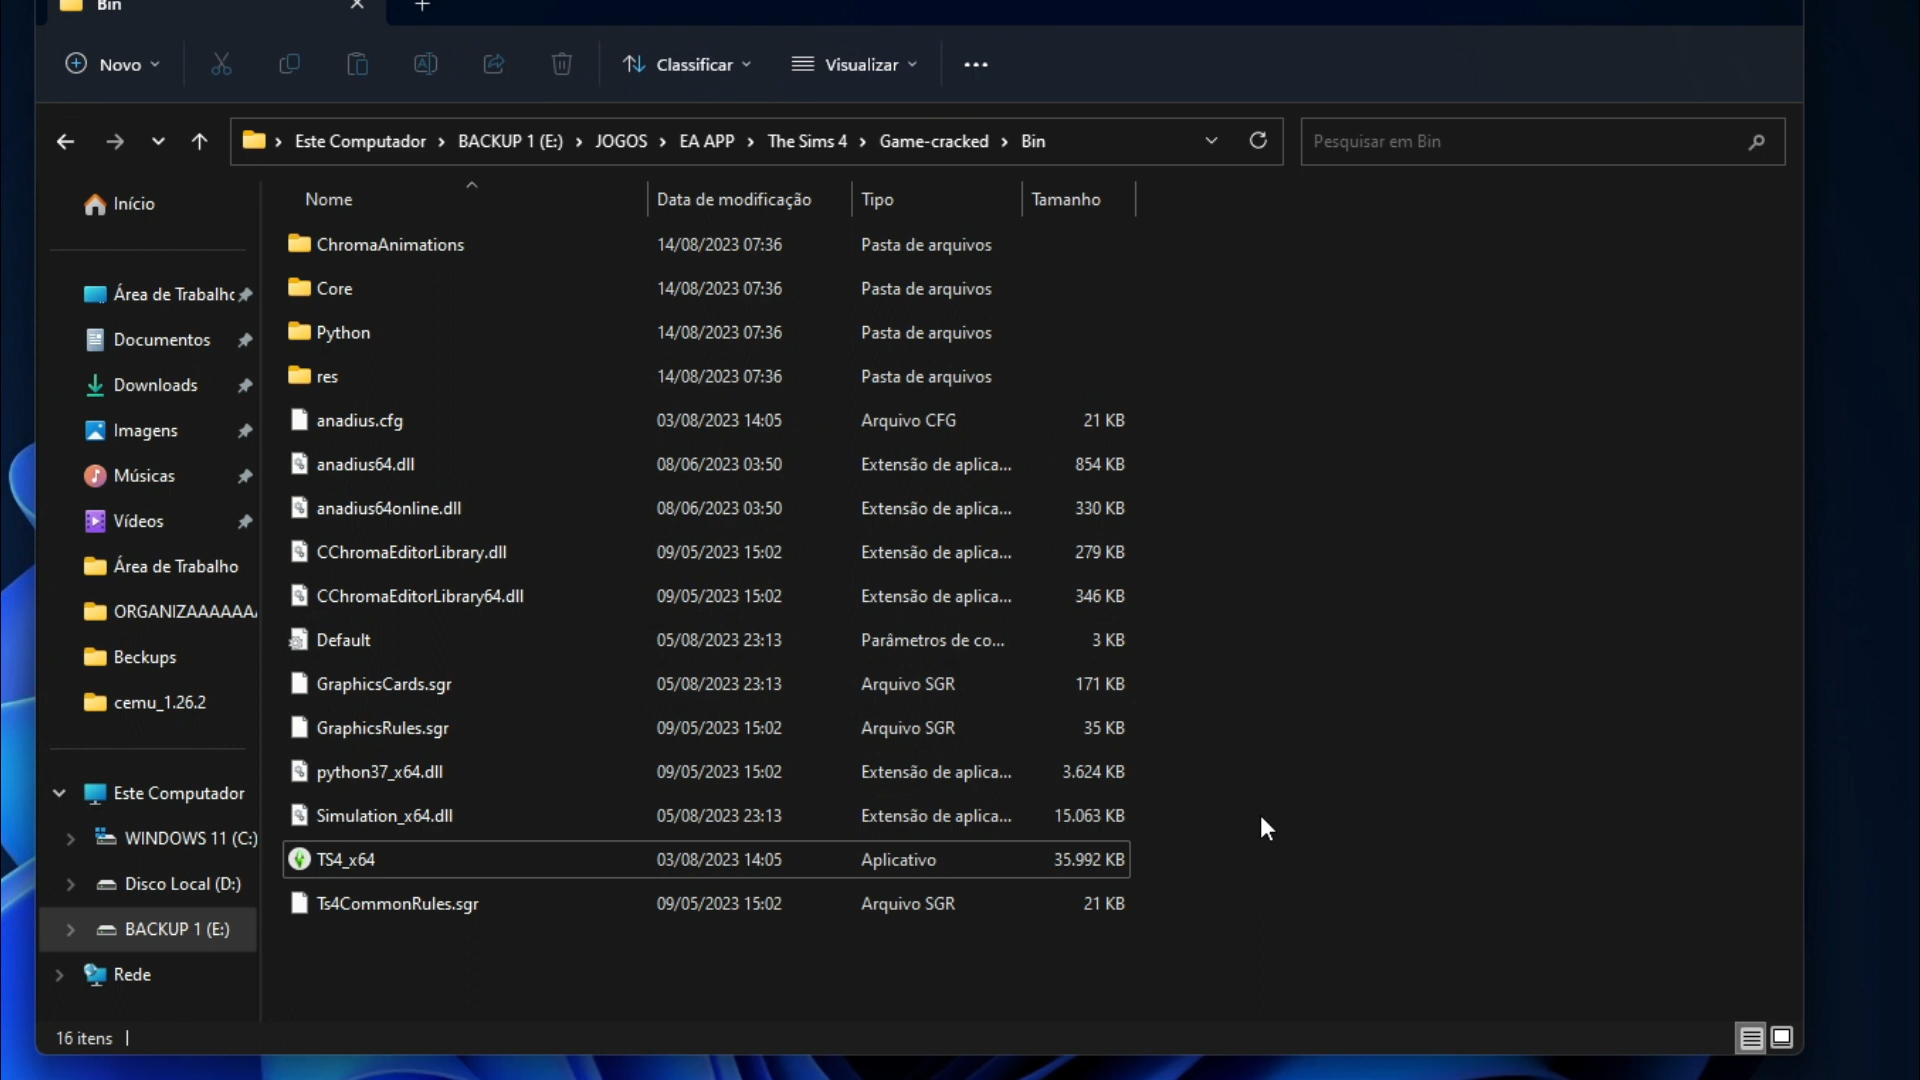 Bin
Novo
Classificar
Visualizar
Este Computador > BACKUP 1 (E:) > JOGOS > EA APP > The Sims 4 > Game-cracked > Bin
Pesquisar em Bin
Início
Área de Trabalho
Documentos
Downloads
Imagens
Músicas
Vídeos
Área de Trabalho
ORGANIZAAAAAA
Beckups
cemu_1.26.2
Este Computador
WINDOWS 11 (C:)
Disco Local (D:)
BACKUP 1 (E:)
Rede
Nome Data de modificação Tipo Tamanho
ChromaAnimations 14/08/2023 07:36 Pasta de arquivos
Core 14/08/2023 07:36 Pasta de arquivos
Python 14/08/2023 07:36 Pasta de arquivos
res 14/08/2023 07:36 Pasta de arquivos
anadius.cfg 03/08/2023 14:05 Arquivo CFG 21 KB
anadius64.dll 08/06/2023 03:50 Extensão de aplica... 854 KB
anadius64online.dll 08/06/2023 03:50 Extensão de aplica... 330 KB
CChromaEditorLibrary.dll 09/05/2023 15:02 Extensão de aplica... 279 KB
CChromaEditorLibrary64.dll 09/05/2023 15:02 Extensão de aplica... 346 KB
Default 05/08/2023 23:13 Parâmetros de co... 3 KB
GraphicsCards.sgr 05/08/2023 23:13 Arquivo SGR 171 KB
GraphicsRules.sgr 09/05/2023 15:02 Arquivo SGR 35 KB
python37_x64.dll 09/05/2023 15:02 Extensão de aplica... 3.624 KB
Simulation_x64.dll 05/08/2023 23:13 Extensão de aplica... 15.063 KB
TS4_x64 03/08/2023 14:05 Aplicativo 35.992 KB
Ts4CommonRules.sgr 09/05/2023 15:02 Arquivo SGR 21 KB
16 itens